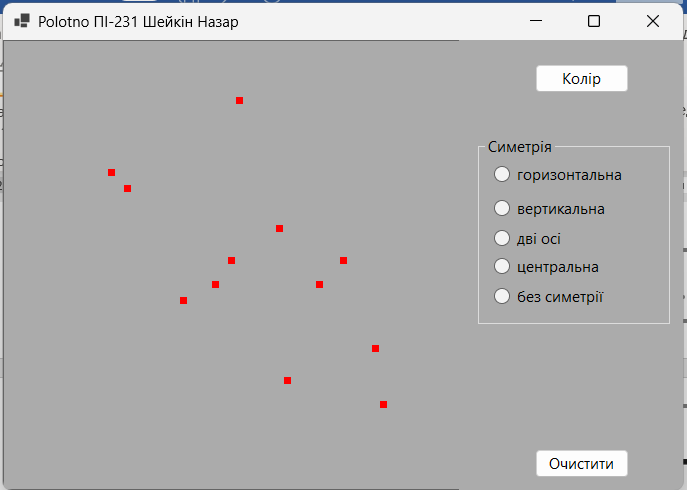 Polotno ПІ-231 Шейкін Назар
Колір
Симетрія
горизонтальна
вертикальна
дві осі
центральна
без симетрії
Очистити